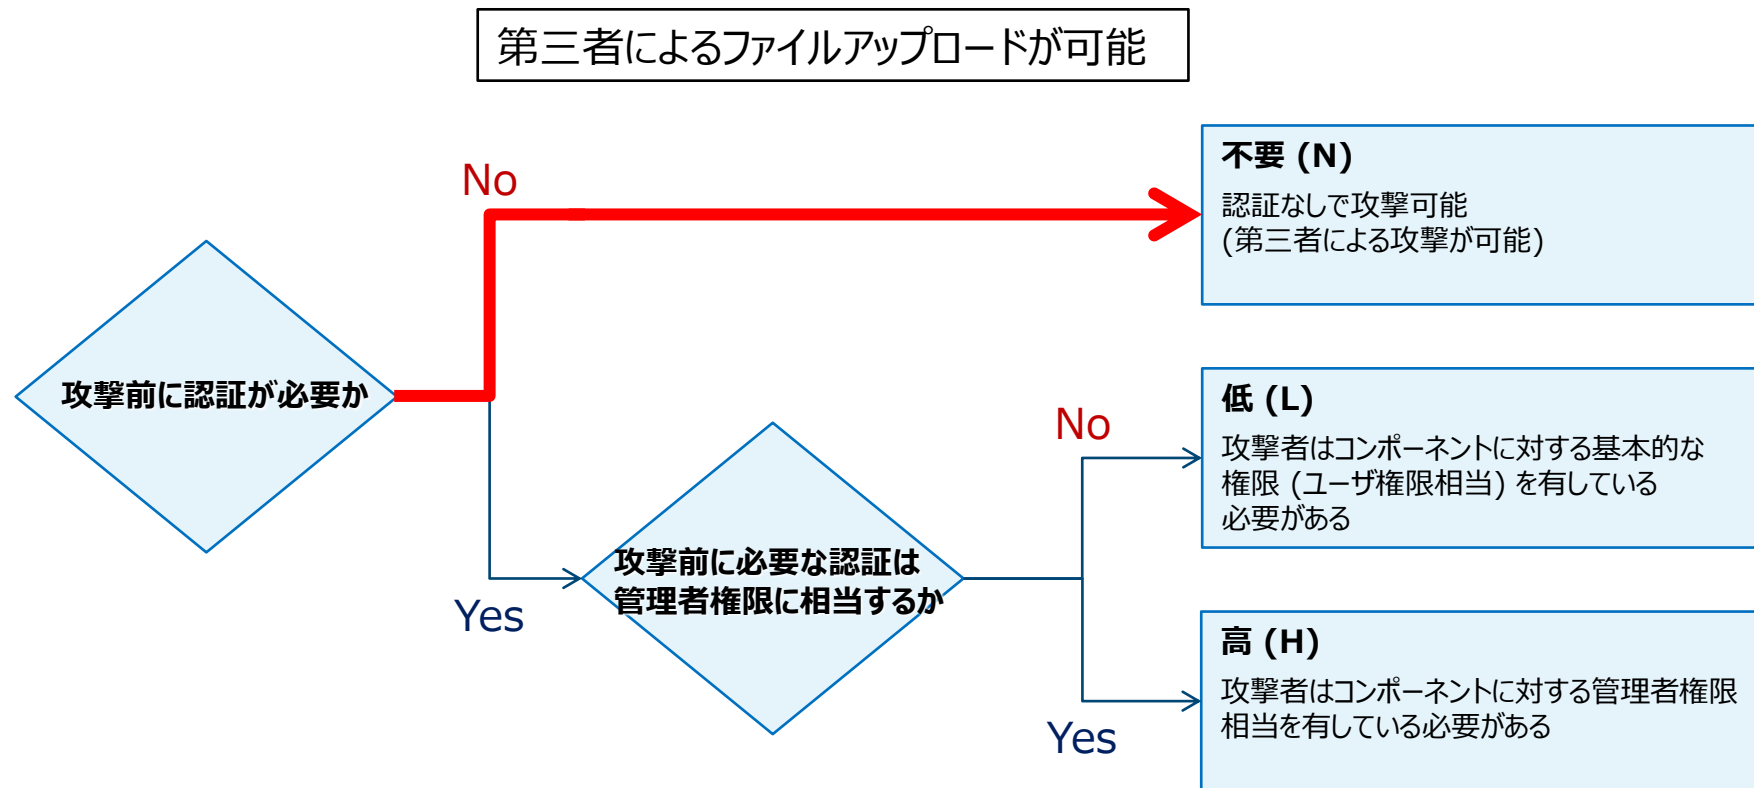 第三者によるファイルアップロードが可能
No
不要 (N)
認証なしで攻撃可能
(第三者による攻撃が可能)
攻撃前に認証が必要か
Yes
攻撃前に必要な認証は
管理者権限に相当するか
No
低 (L)
攻撃者はコンポーネントに対する基本的な
権限 (ユーザ権限相当) を有している
必要がある
Yes
高 (H)
攻撃者はコンポーネントに対する管理者権限
相当を有している必要がある